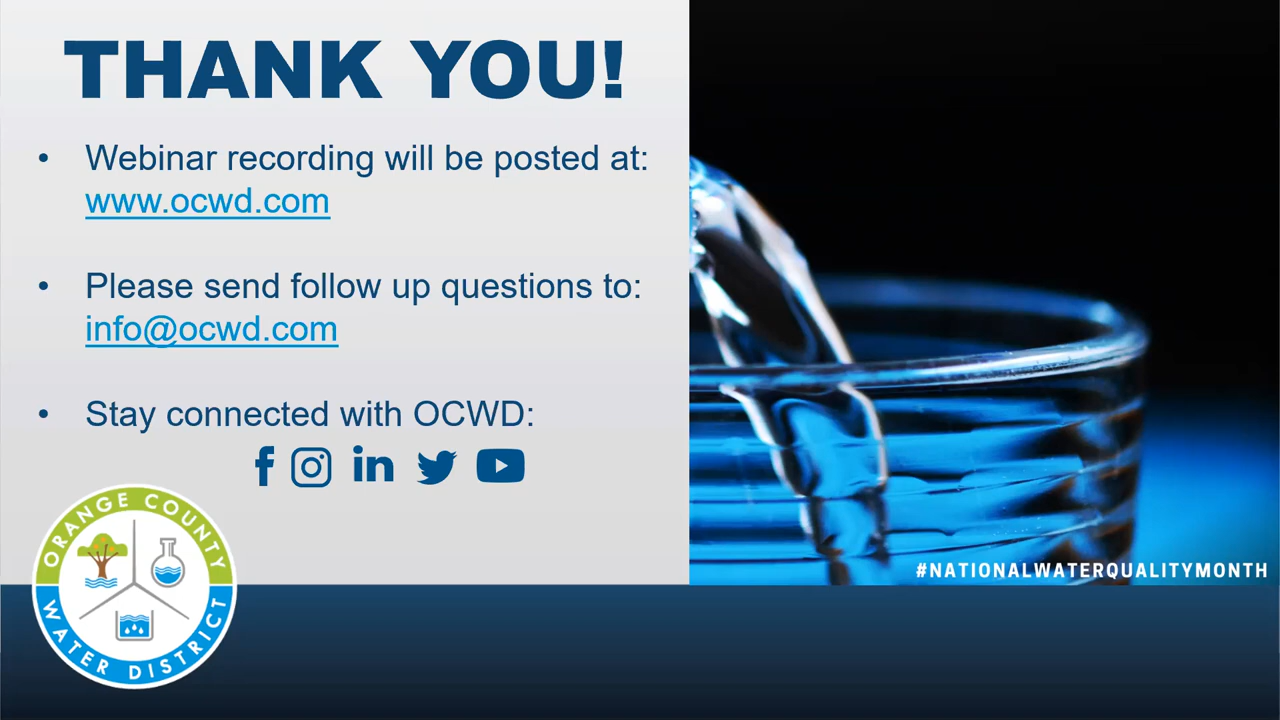 THANK YOU!
• Webinar recording will be posted at:
www.ocwd.com
• Please send follow up questions to:
info@ocwd.com
• Stay connected with OCWD:
f in
ORANGE COUNTY
WATER DISTRICT
#NATIONALWATERQUALITYMONTH